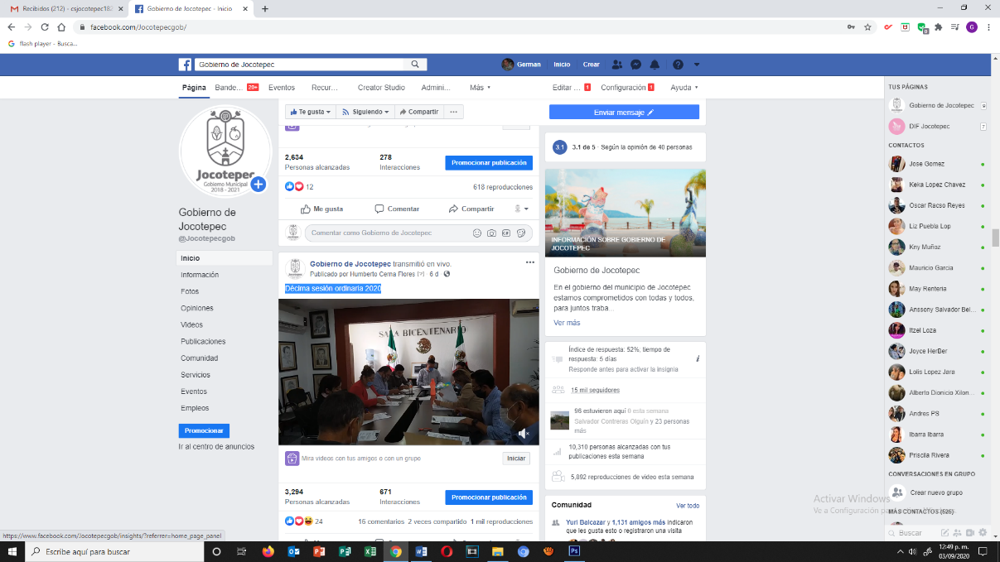 Recibidos (212) - csjocotepec18.
Gobierno de Jocotepec - Inicio
facebook.com/Jocotepecgob/
flash player - Busca...
Gobierno de Jocotepec
German
Inicio
Crear
Página
Bande... 20+
Eventos
Recur...
Creator Studio
Admini...
Más
Editar ... 1
Configuración 1
Ayuda
Jocotepec
Gobierno Municipal
2018 - 2021
Gobierno de
Jocotepec
@Jocotepecgob
Inicio
Información
Fotos
Opiniones
Videos
Publicaciones
Comunidad
Servicios
Eventos
Empleos
Promocionar
Ir al centro de anuncios
Te gusta
Siguiendo
Compartir
2,634
Personas alcanzadas
278
Interacciones
Promocionar publicación
12
618 reproducciones
Me gusta
Comentar
Compartir
Comentar como Gobierno de Jocotepec
Gobierno de Jocotepec transmitió en vivo.
Publicado por Humberto Cerna Flores [?] · 6 d ·
Décima sesión ordinaria 2020
SALA BICENTENARIO
Mira videos con tus amigos o con un grupo
Iniciar
3,294
Personas alcanzadas
671
Interacciones
Promocionar publicación
24
16 comentarios 2 veces compartido 1 mil reproducciones
Enviar mensaje
3.1
3.1 de 5 · Según la opinión de 40 personas
INFORMACIÓN SOBRE GOBIERNO DE
JOCOTEPEC
Gobierno de Jocotepec
En el gobierno del municipio de Jocotepec
estamos comprometidos con todas y todos,
para juntos traba...
Ver más
Índice de respuesta: 52%, tiempo de
respuesta: 5 días
Responde antes para activar la insignia
15 mil seguidores
96 estuvieron aquí 0 esta semana
Salvador Contreras Olguin y 23 personas
más
10,310 personas alcanzadas con tus
publicaciones esta semana
5,892 reproducciones de video esta semana
Comunidad
Ver todo
Yuri Balcazar y 1,131 amigos más indicaron
que les gusta esto o registraron una visita
TUS PÁGINAS
Gobierno de Jocotepec 9
DIF Jocotepec 7
CONTACTOS
Jose Gomez
Keka Lopez Chavez
Oscar Racso Reyes
Liz Puebla Lop
Kny Muñoz
Mauricio Garcia
May Renteria
Anssony Salvador Bel...
Itzel Loza
Joyce HerBer
Lolis Lopez Jara
Alberto Dionicio Xilon...
Andres PS
Ibarra Ibarra
Priscila Rivera
CONVERSACIONES EN GRUPO
Crear nuevo grupo
MÁS CONTACTOS (626)
Activar Windows
Ve a Configuración
Buscar
https://www.facebook.com/Jocotepecgob/insights/?referrer=home_page_panel
Escribe aquí para buscar
12:49 p. m.
03/09/2020